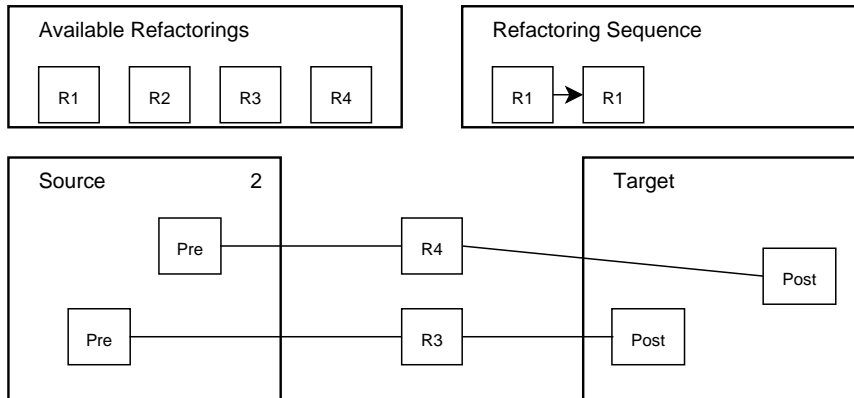 Available Refactorings
R1 R2 R3 R4
Refactoring Sequence
R1 R1
Source 2
Target
Pre R4 Post
Pre R3 Post